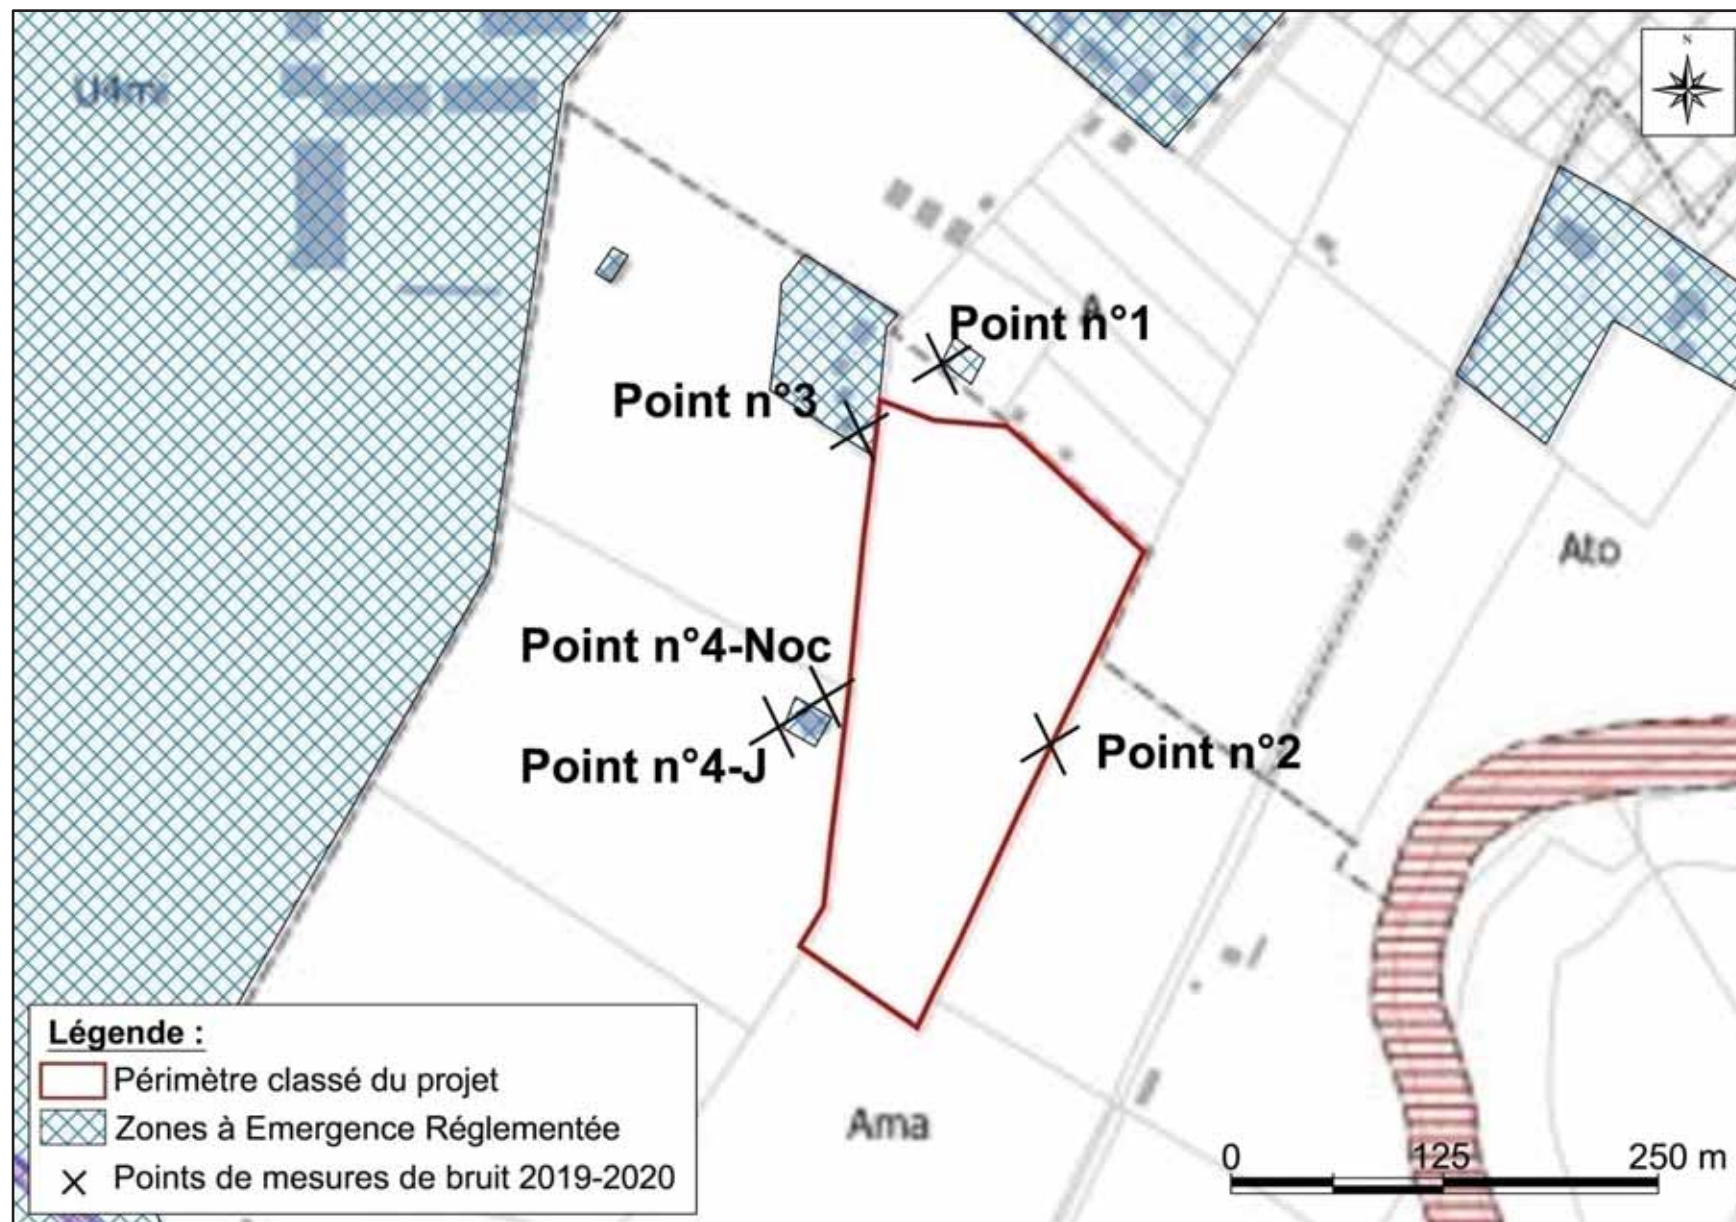 N
U4mx
A
Point n°1
Point n°3
Ato
Point n°4-Noc
Point n°4-J
Point n°2
Légende :
Périmètre classé du projet
Zones à Emergence Réglementée
Points de mesures de bruit 2019-2020
Ama
0 125 250 m